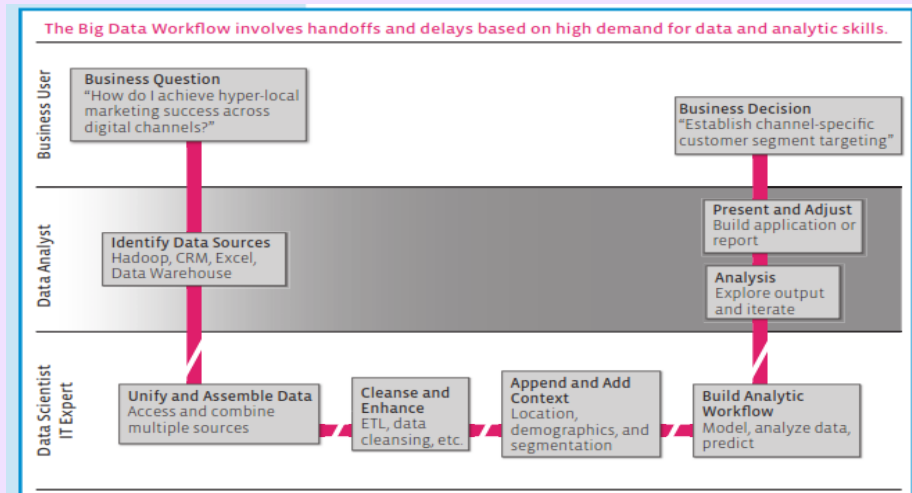 The Big Data Workflow involves handoffs and delays based on high demand for data and analytic skills.
Business User
Business Question
“How do I achieve hyper-local
marketing success across
digital channels?”
Business Decision
“Establish channel-specific
customer segment targeting”
Data Analyst
Identify Data Sources
Hadoop, CRM, Excel,
Data Warehouse
Present and Adjust
Build application or
report
Analysis
Explore output
and iterate
Data Scientist
IT Expert
Unify and Assemble Data
Access and combine
multiple sources
Cleanse and
Enhance
ETL, data
cleansing, etc.
Append and Add
Context
Location,
demographics, and
segmentation
Build Analytic
Workflow
Model, analyze data,
predict